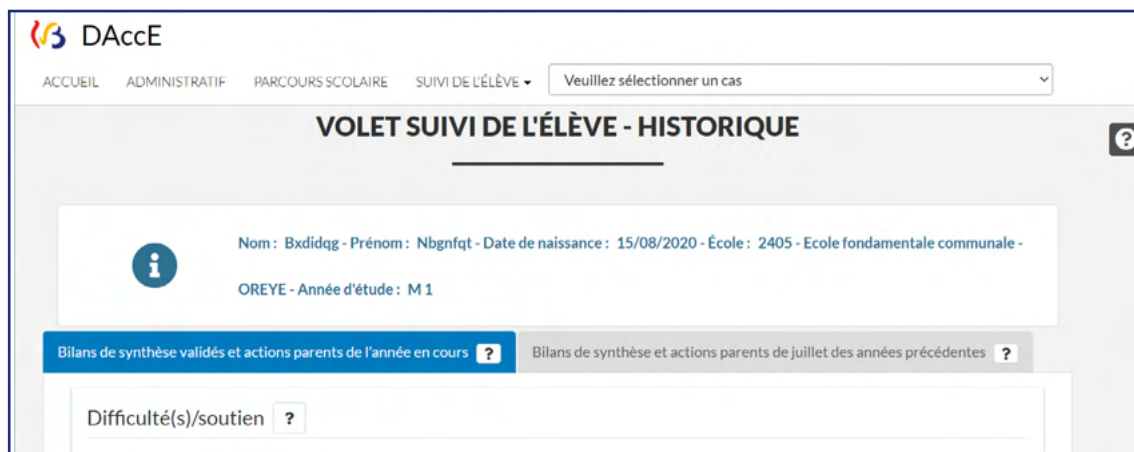 DAccE
ACCUEIL ADMINISTRATIF PARCOURS SCOLAIRE SUIVI DE L'ÉLÈVE Veuillez sélectionner un cas
VOLET SUIVI DE L'ÉLÈVE - HISTORIQUE
?
Nom : Bxdidqg - Prénom : Nbgnfqt - Date de naissance : 15/08/2020 - École : 2405 - Ecole fondamentale communale -
i
OREYE - Année d'étude : M 1
Bilans de synthèse validés et actions parents de l'année en cours ? Bilans de synthèse et actions parents de juillet des années précédentes ?
Difficulté(s)/soutien ?